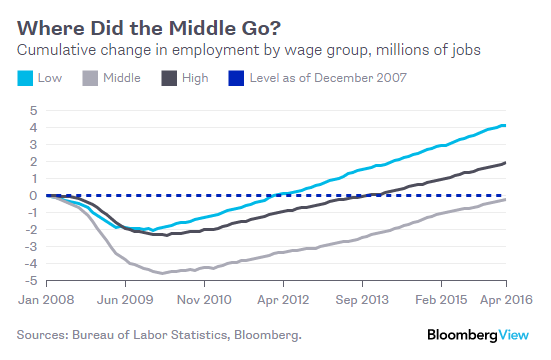 Where Did the Middle Go?
Cumulative change in employment by wage group, millions of jobs
Low Middle High Level as of December 2007
5
4
3
2
1
0
-1
-2
-3
-4
-5
Jan 2008 Jun 2009 Nov 2010 Apr 2012 Sep 2013 Feb 2015 Apr 2016
Sources: Bureau of Labor Statistics, Bloomberg. BloombergView